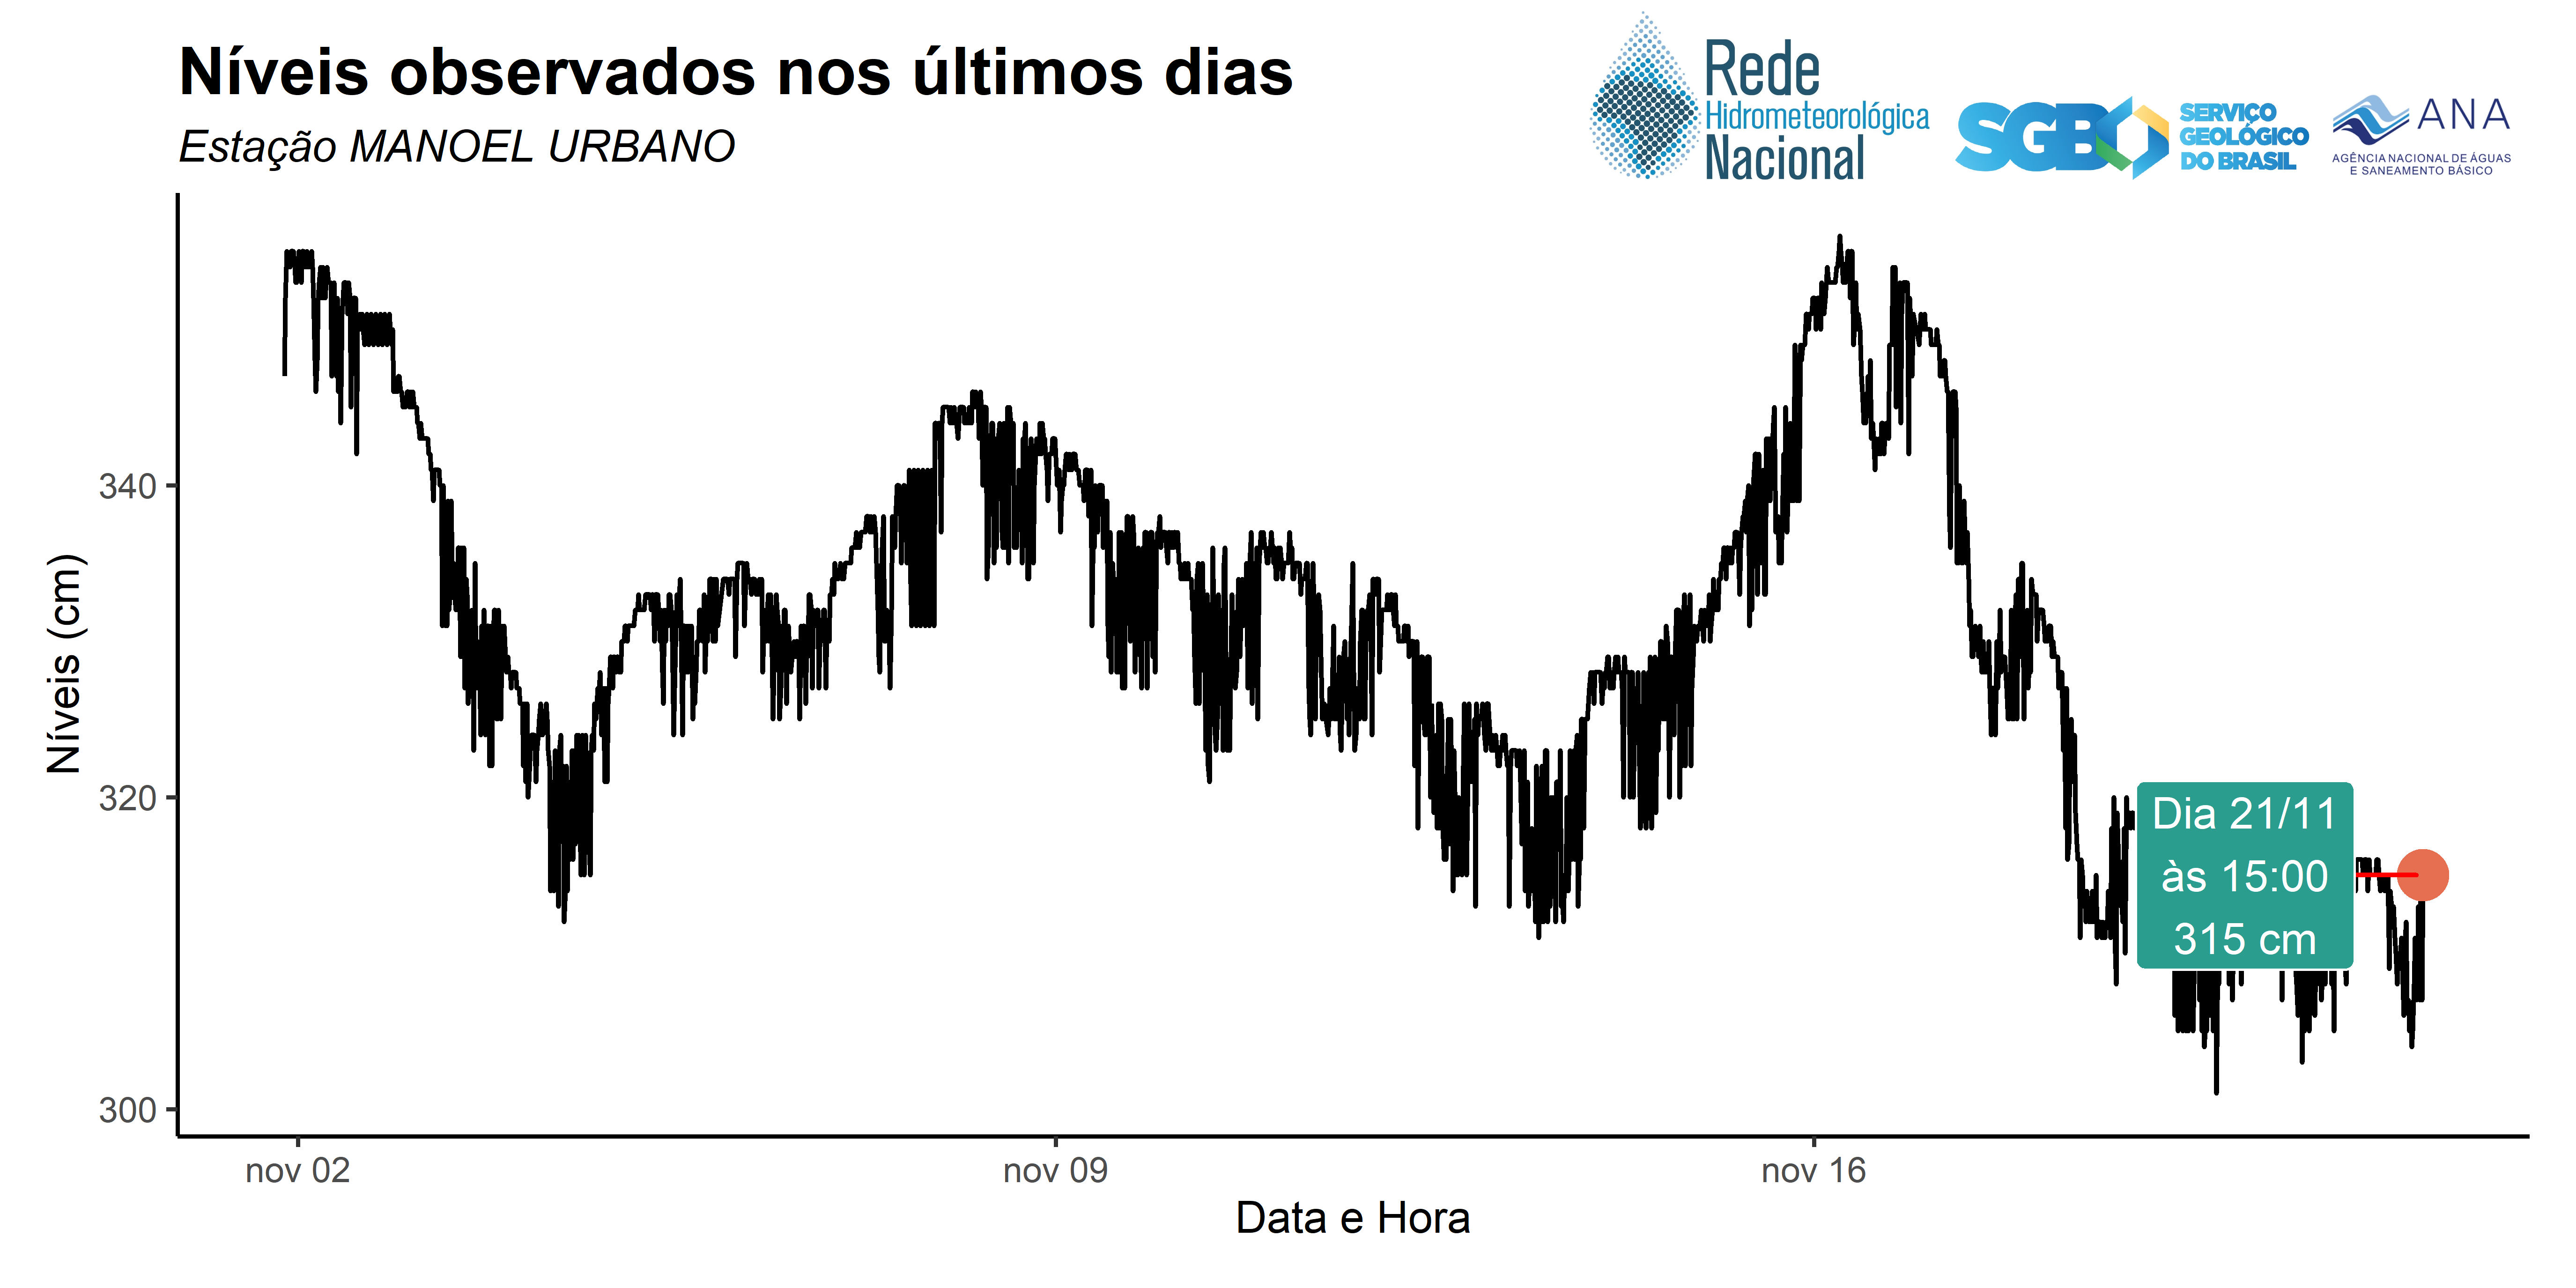 Níveis observados nos últimos dias
Estação MANOEL URBANO
Rede
Hidrometeorológica
Nacional
SGB
SERVIÇO
GEOLÓGICO
DO BRASIL
ANA
AGÊNCIA NACIONAL DE ÁGUAS
E SANEAMENTO BÁSICO
Níveis (cm)
340
320
300
Dia 21/11
às 15:00
315 cm
nov 02
nov 09
nov 16
Data e Hora